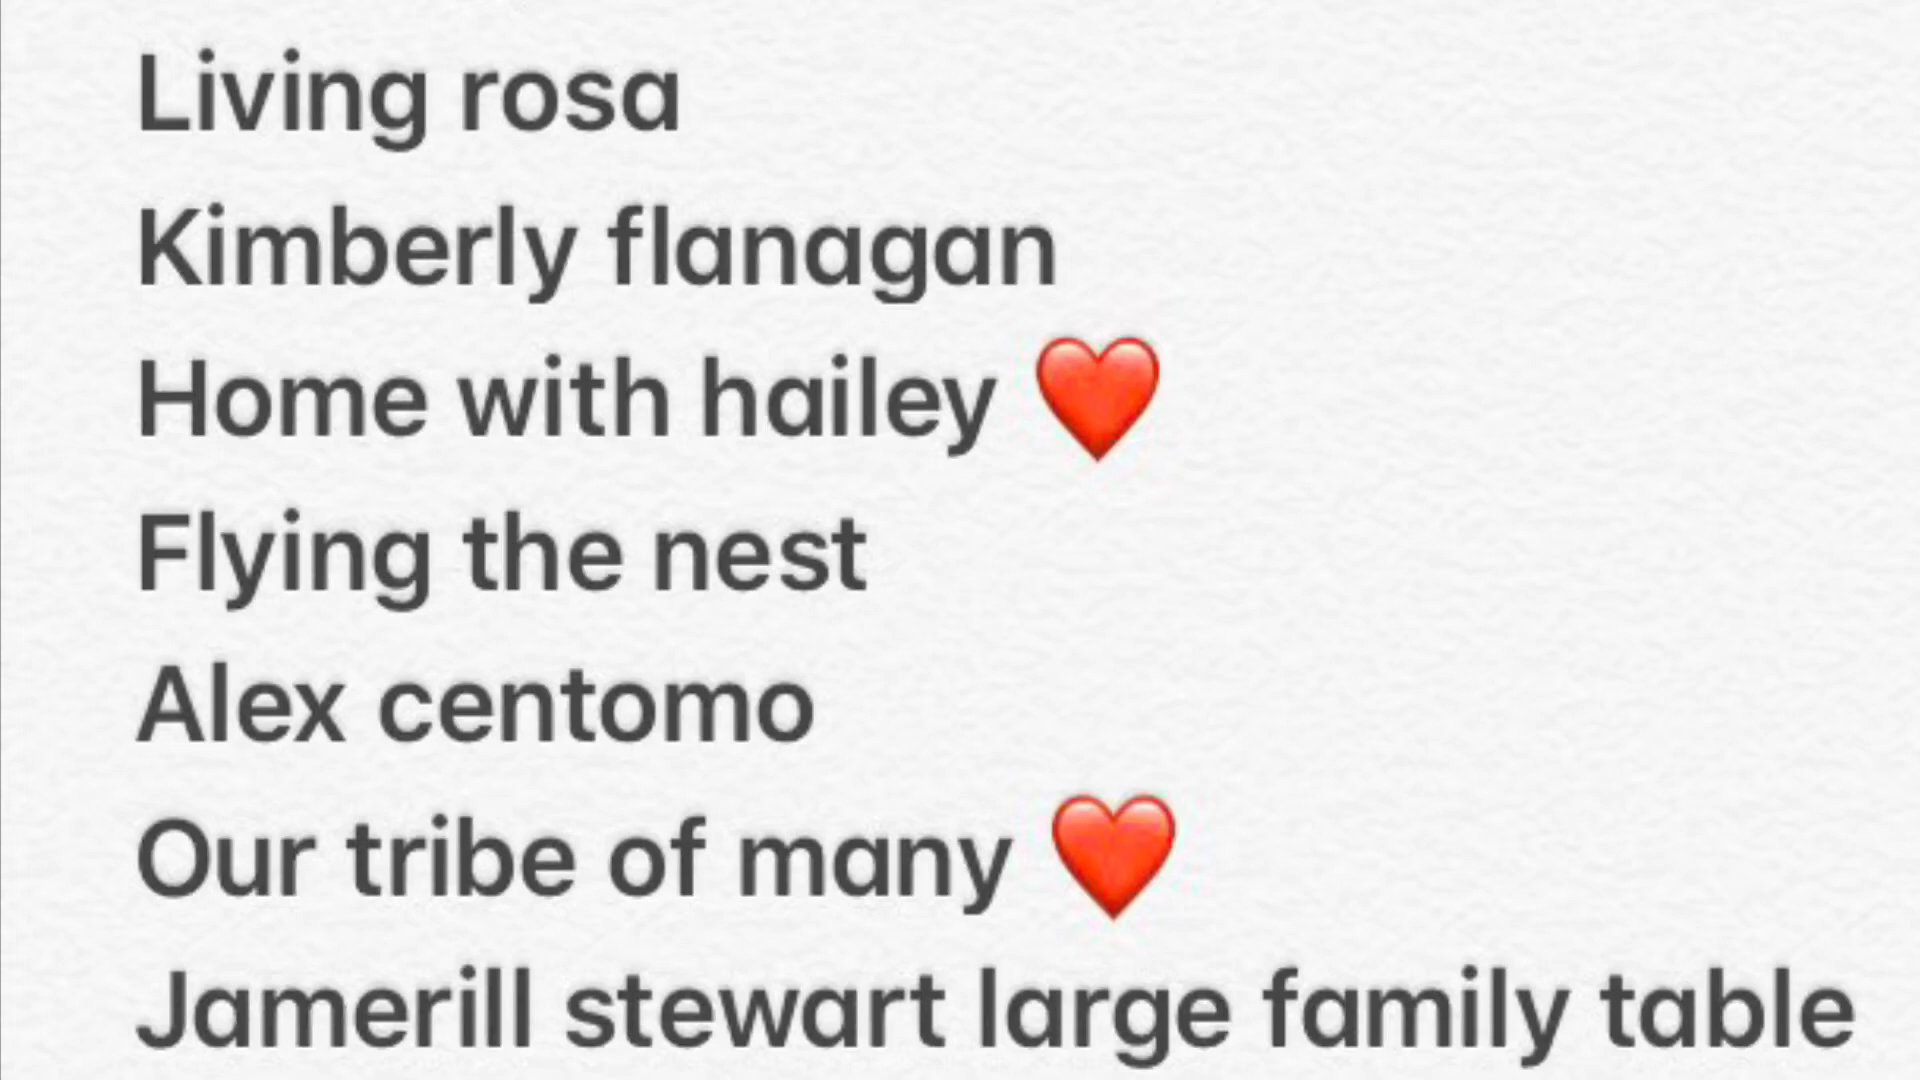 Living rosa
Kimberly flanagan
Home with hailey ❤️
Flying the nest
Alex centomo
Our tribe of many ❤️
Jamerill stewart large family table